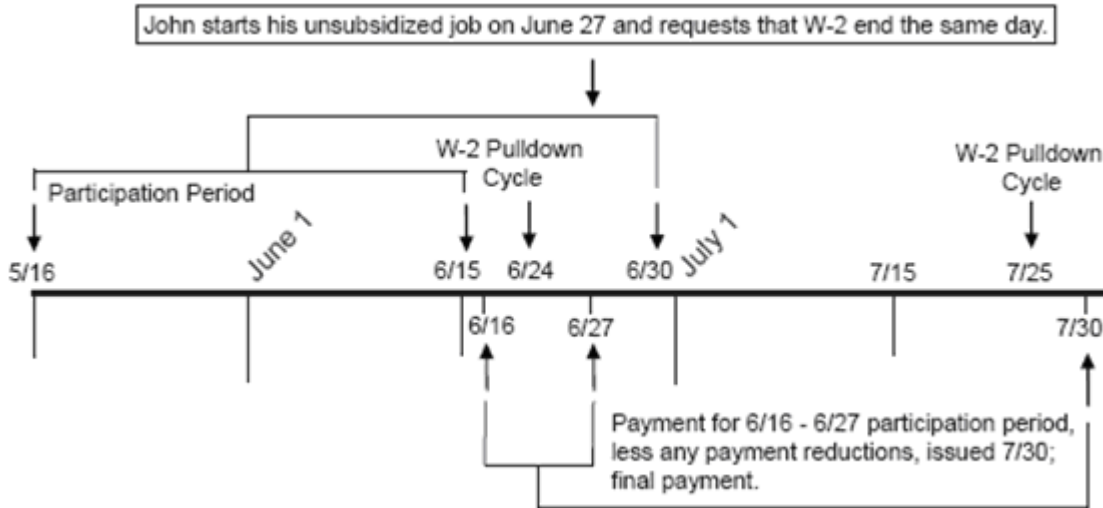 John starts his unsubsidized job on June 27 and requests that W-2 end the same day.
W-2 Pulldown
Cycle
W-2 Pulldown
Cycle
Participation Period
June 1
July 1
5/16
6/15
6/24
6/30
7/15
7/25
6/16
6/27
7/30
Payment for 6/16 - 6/27 participation period,
less any payment reductions, issued 7/30;
final payment.